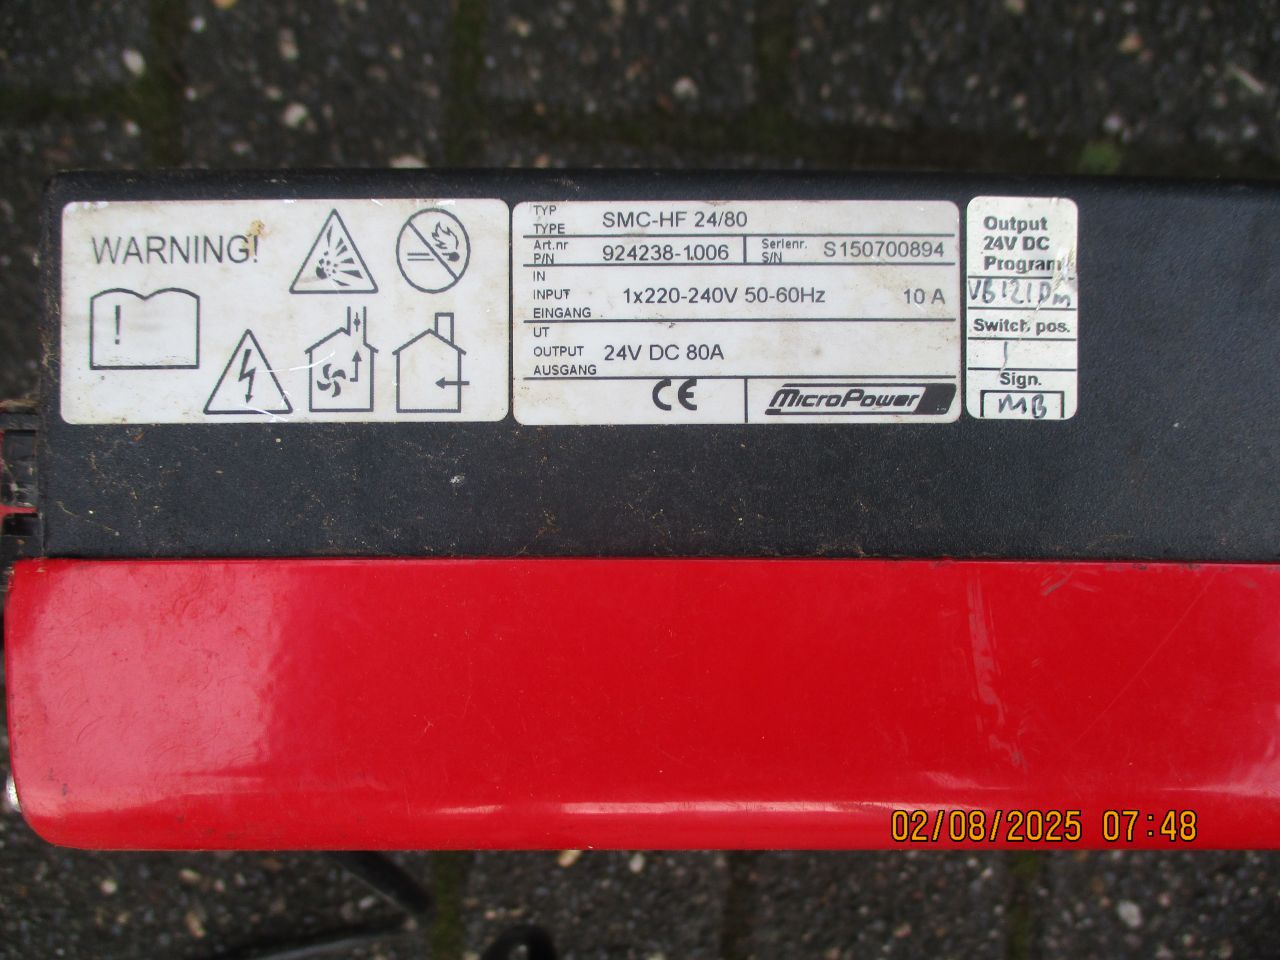 WARNING!
!
TYP
TYPE
SMC-HF 24/80
Art.nr
P/N
924238-1.006
Serienr.
S/N
S150700894
IN
INPUT
EINGANG
1x220-240V 50-60Hz
10 A
UT
OUTPUT
AUSGANG
24V DC 80A
CE
MicroPower
Output
24V DC
Program
Switch pos.
1
Sign.
MB
02/08/2025 07:48